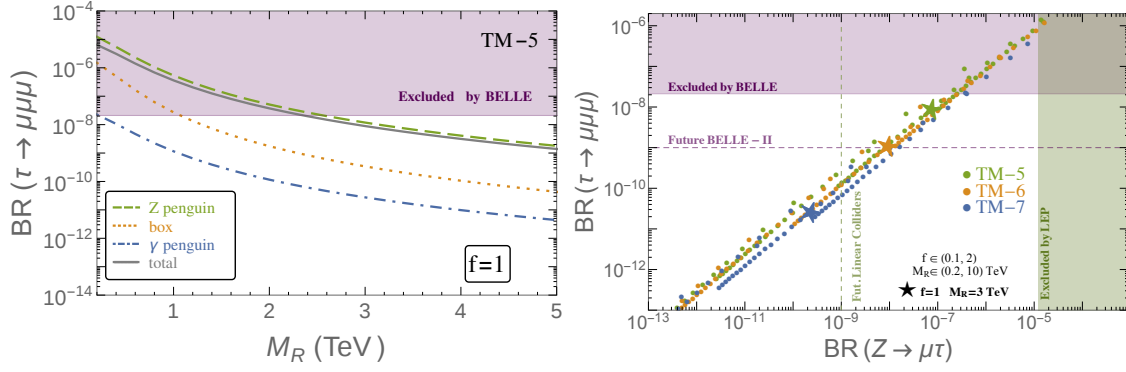 TM-5
Excluded by BELLE
BR (τ → μμμ)
10⁻⁴
10⁻⁶
10⁻⁸
10⁻¹⁰
10⁻¹²
10⁻¹⁴
Z penguin
box
γ penguin
total
f=1
1
2
3
4
5
M_R (TeV)
BR (τ → μμμ)
10⁻⁶
10⁻⁸
10⁻¹⁰
10⁻¹²
Excluded by BELLE
Future BELLE-II
TM-5
TM-6
TM-7
Fut. Linear Colliders
Excluded by LEP
f ∈ (0.1, 2)
M_R ∈ (0.2, 10) TeV
f=1 M_R=3 TeV
10⁻¹³
10⁻¹¹
10⁻⁹
10⁻⁷
10⁻⁵
BR (Z → μτ)